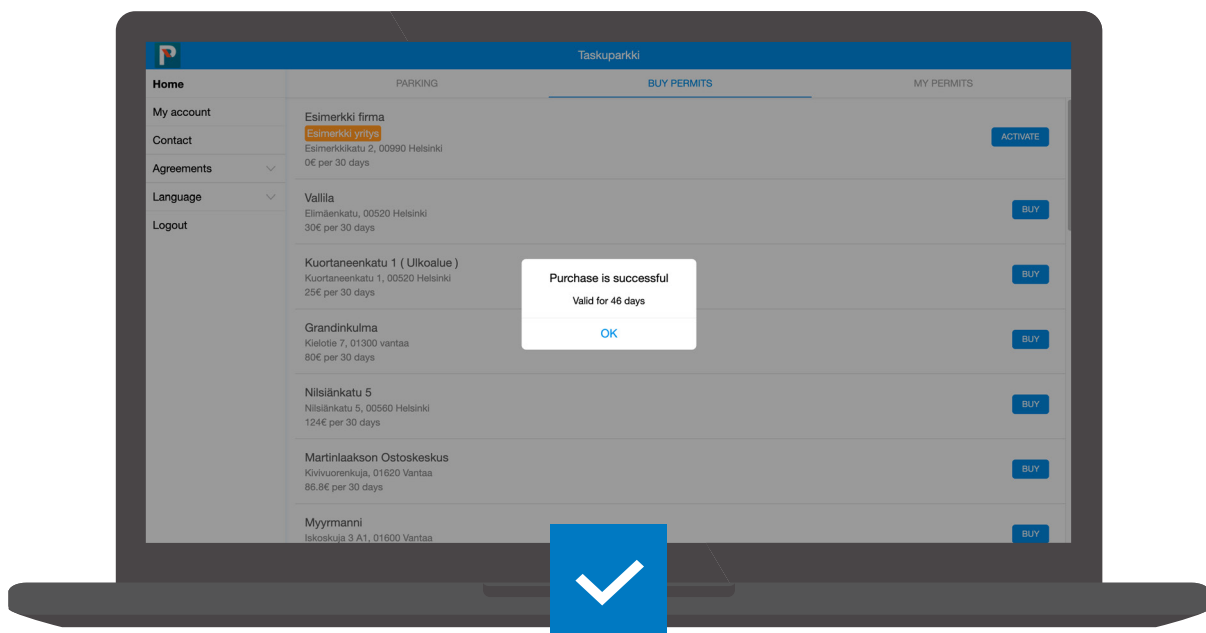 Taskuparkki
Home
My account
Contact
Agreements
Language
Logout
PARKING
BUY PERMITS
MY PERMITS
Esimerkki firma
Esimerkki yritys
Esimerkkikatu 2, 00990 Helsinki
0€ per 30 days
ACTIVATE
Vallila
Elimäenkatu, 00520 Helsinki
30€ per 30 days
BUY
Kuortaneenkatu 1 ( Ulkoalue )
Kuortaneenkatu 1, 00520 Helsinki
25€ per 30 days
BUY
Purchase is successful
Valid for 46 days
OK
Grandinkulma
Kielotie 7, 01300 vantaa
80€ per 30 days
BUY
Nilsiänkatu 5
Nilsiänkatu 5, 00560 Helsinki
124€ per 30 days
BUY
Martinlaakson Ostoskeskus
Kivivuorenkuja, 01620 Vantaa
86.8€ per 30 days
BUY
Myyrmanni
Iskoskuja 3 A1, 01600 Vantaa
BUY